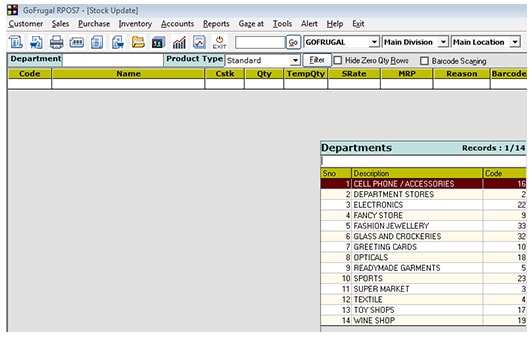 GoFrugal RPOS7 - [Stock Update]
Customer Sales Purchase Inventory Accounts Reports Gaze at Tools Alert Help Exit
EXIT Go GOFRUGAL Main Division Main Location
Department Product Type Standard Filter Hide Zero Qty Rows Barcode Scaning
Code Name Cstk Qty TempQty SRate MRP Reason Barcode
Departments Records : 1/14
Sno Description Code
1 CELL PHONE / ACCESSORIES 16
2 DEPARTMENT STORES 2
3 ELECTRONICS 22
4 FANCY STORE 9
5 FASHION JEWELLERY 33
6 GLASS AND CROCKERIES 32
7 GREETING CARDS 10
8 OPTICALS 18
9 READYMADE GARMENTS 5
10 SPORTS 23
11 SUPER MARKET 3
12 TEXTILE 4
13 TOY SHOPS 17
14 WINE SHOP 19